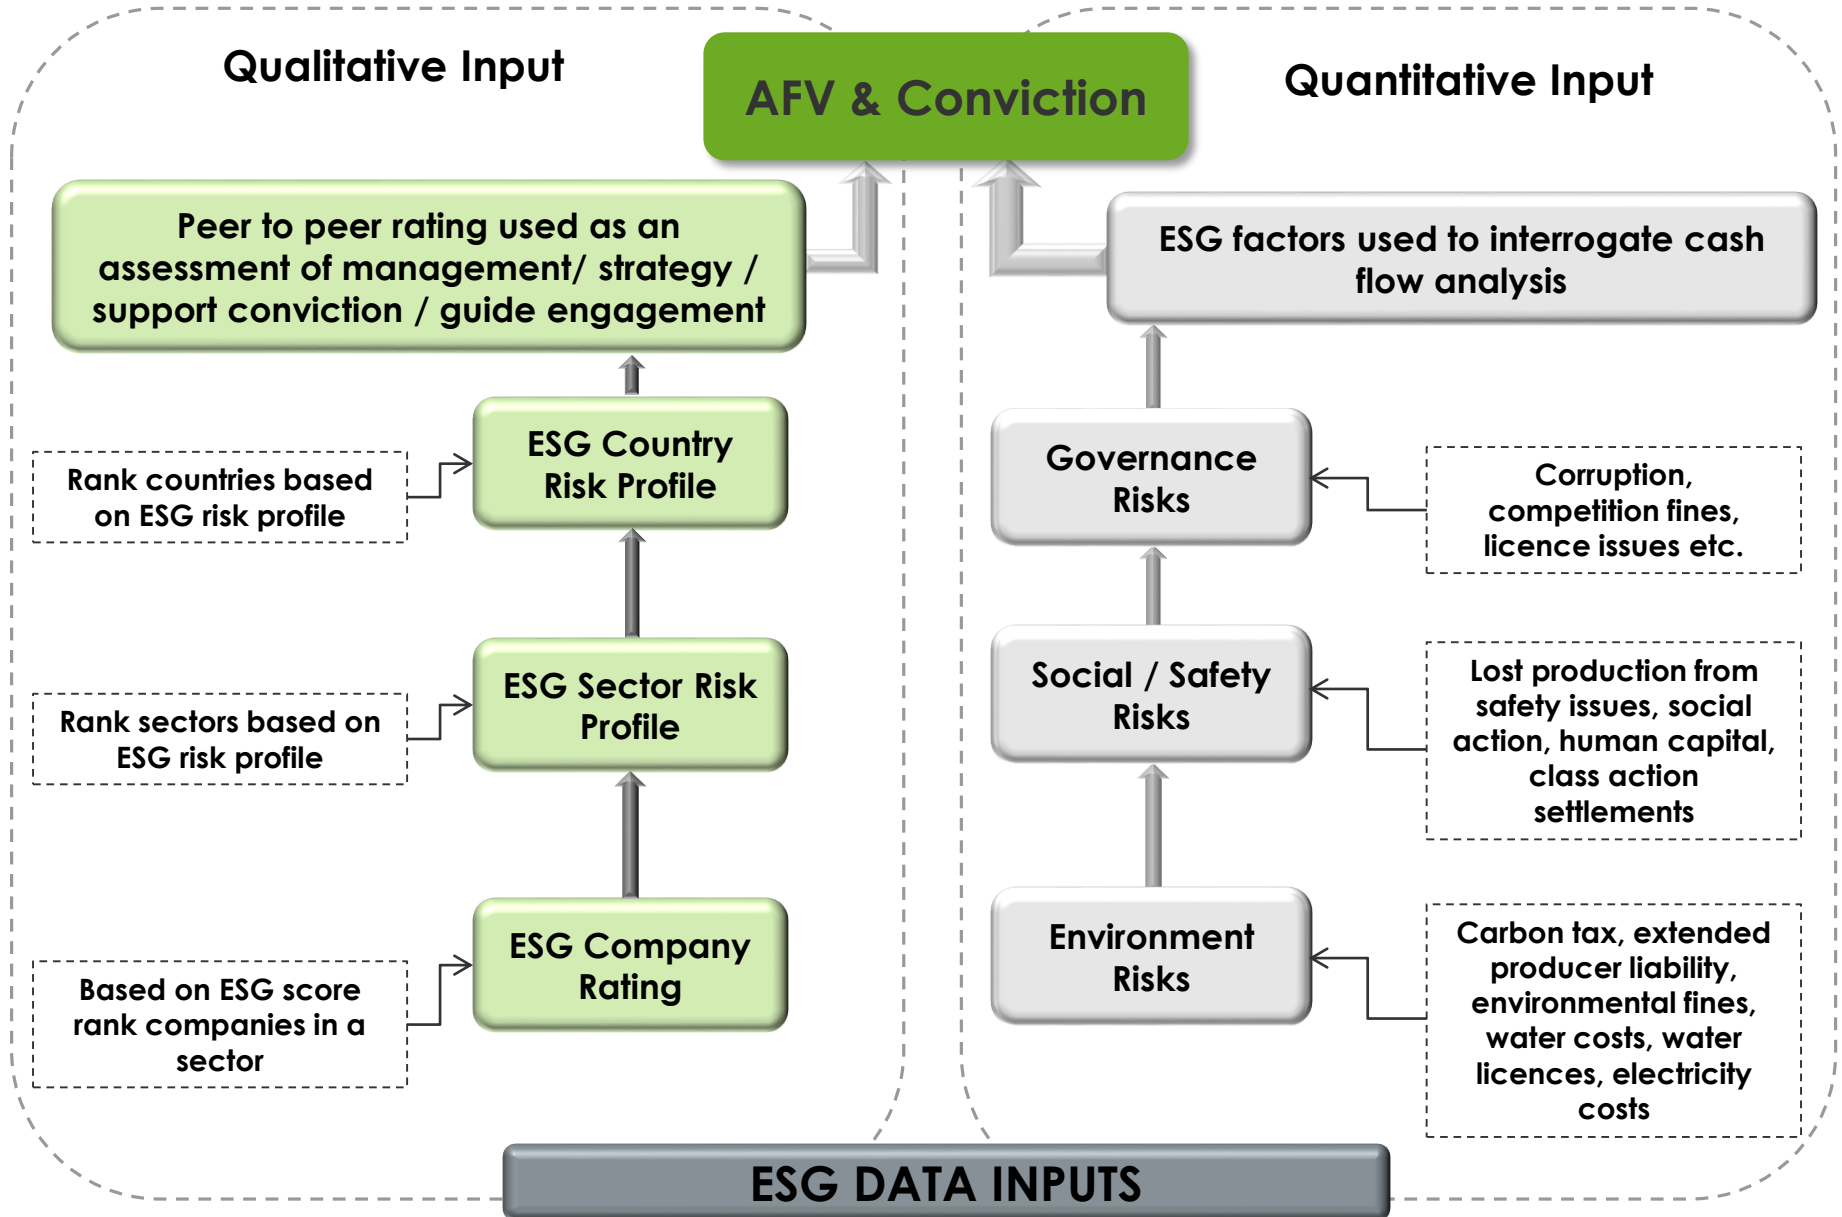 Qualitative Input
AFV & Conviction
Quantitative Input
Peer to peer rating used as an
assessment of management/ strategy /
support conviction / guide engagement
ESG factors used to interrogate cash
flow analysis
ESG Country
Risk Profile
Rank countries based
on ESG risk profile
Governance
Risks
Corruption,
competition fines,
licence issues etc.
ESG Sector Risk
Profile
Rank sectors based on
ESG risk profile
Social / Safety
Risks
Lost production from
safety issues, social
action, human capital,
class action
settlements
ESG Company
Rating
Based on ESG score
rank companies in a
sector
Environment
Risks
Carbon tax, extended
producer liability,
environmental fines,
water costs, water
licences, electricity
costs
ESG DATA INPUTS